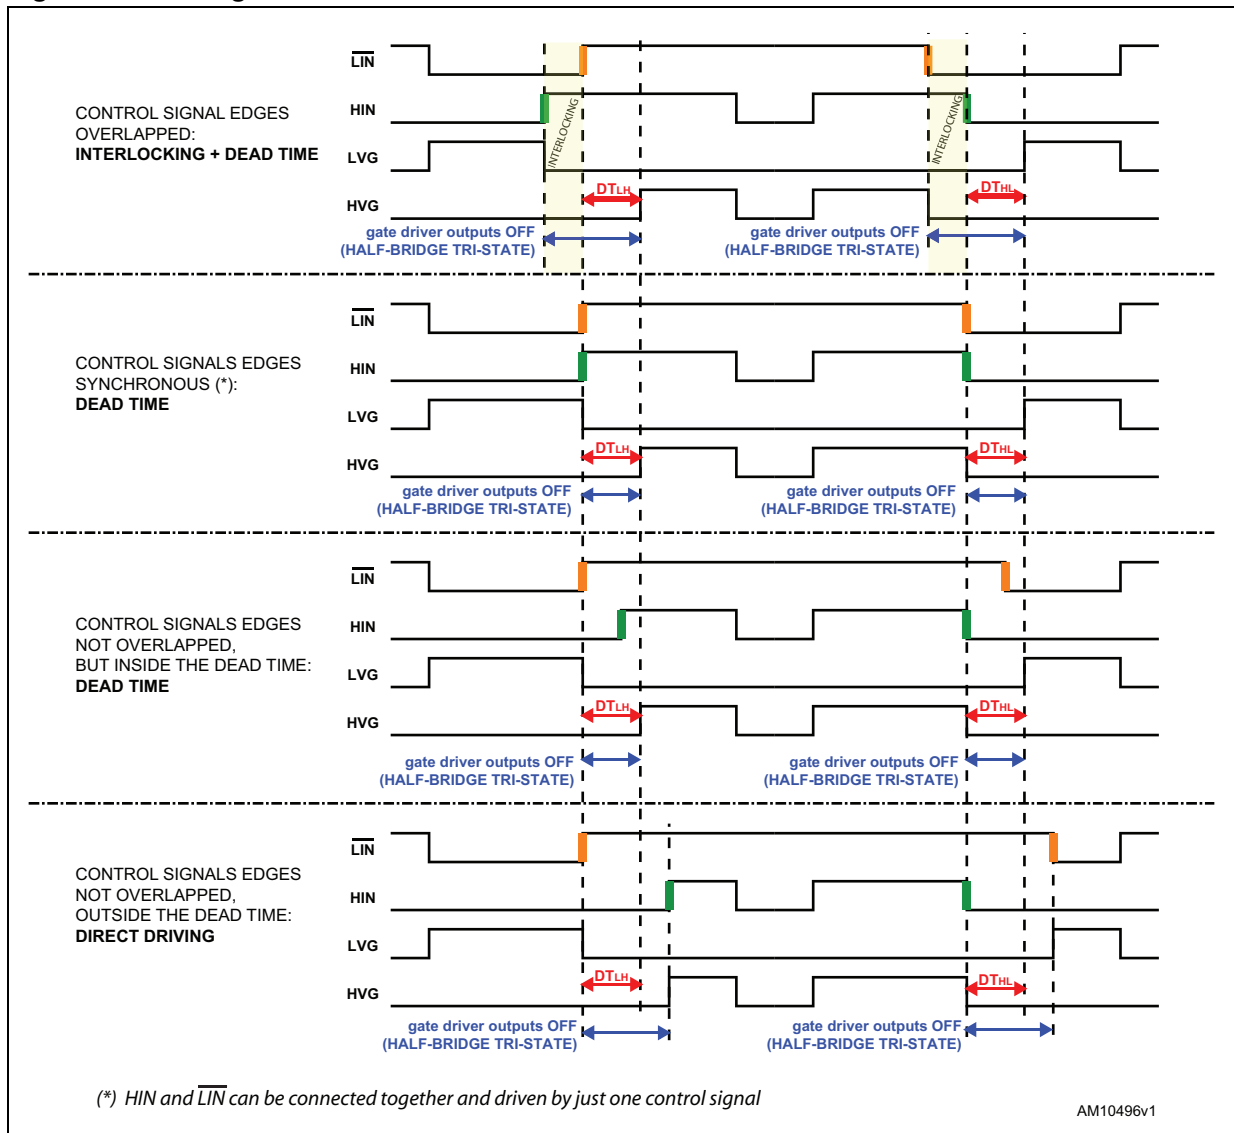 LIN
CONTROL SIGNAL EDGES
OVERLAPPED:
INTERLOCKING + DEAD TIME
HIN
INTERLOCKING
INTERLOCKING
LVG
DTLH
DTHL
HVG
gate driver outputs OFF
(HALF-BRIDGE TRI-STATE)
gate driver outputs OFF
(HALF-BRIDGE TRI-STATE)
LIN
CONTROL SIGNALS EDGES
SYNCHRONOUS (*):
DEAD TIME
HIN
LVG
DTLH
DTHL
HVG
gate driver outputs OFF
(HALF-BRIDGE TRI-STATE)
gate driver outputs OFF
(HALF-BRIDGE TRI-STATE)
LIN
CONTROL SIGNALS EDGES
NOT OVERLAPPED,
BUT INSIDE THE DEAD TIME:
DEAD TIME
HIN
LVG
DTLH
DTHL
HVG
gate driver outputs OFF
(HALF-BRIDGE TRI-STATE)
gate driver outputs OFF
(HALF-BRIDGE TRI-STATE)
LIN
CONTROL SIGNALS EDGES
NOT OVERLAPPED,
OUTSIDE THE DEAD TIME:
DIRECT DRIVING
HIN
LVG
DTLH
DTHL
HVG
gate driver outputs OFF
(HALF-BRIDGE TRI-STATE)
gate driver outputs OFF
(HALF-BRIDGE TRI-STATE)
(*) HIN and LIN can be connected together and driven by just one control signal
AM10496v1